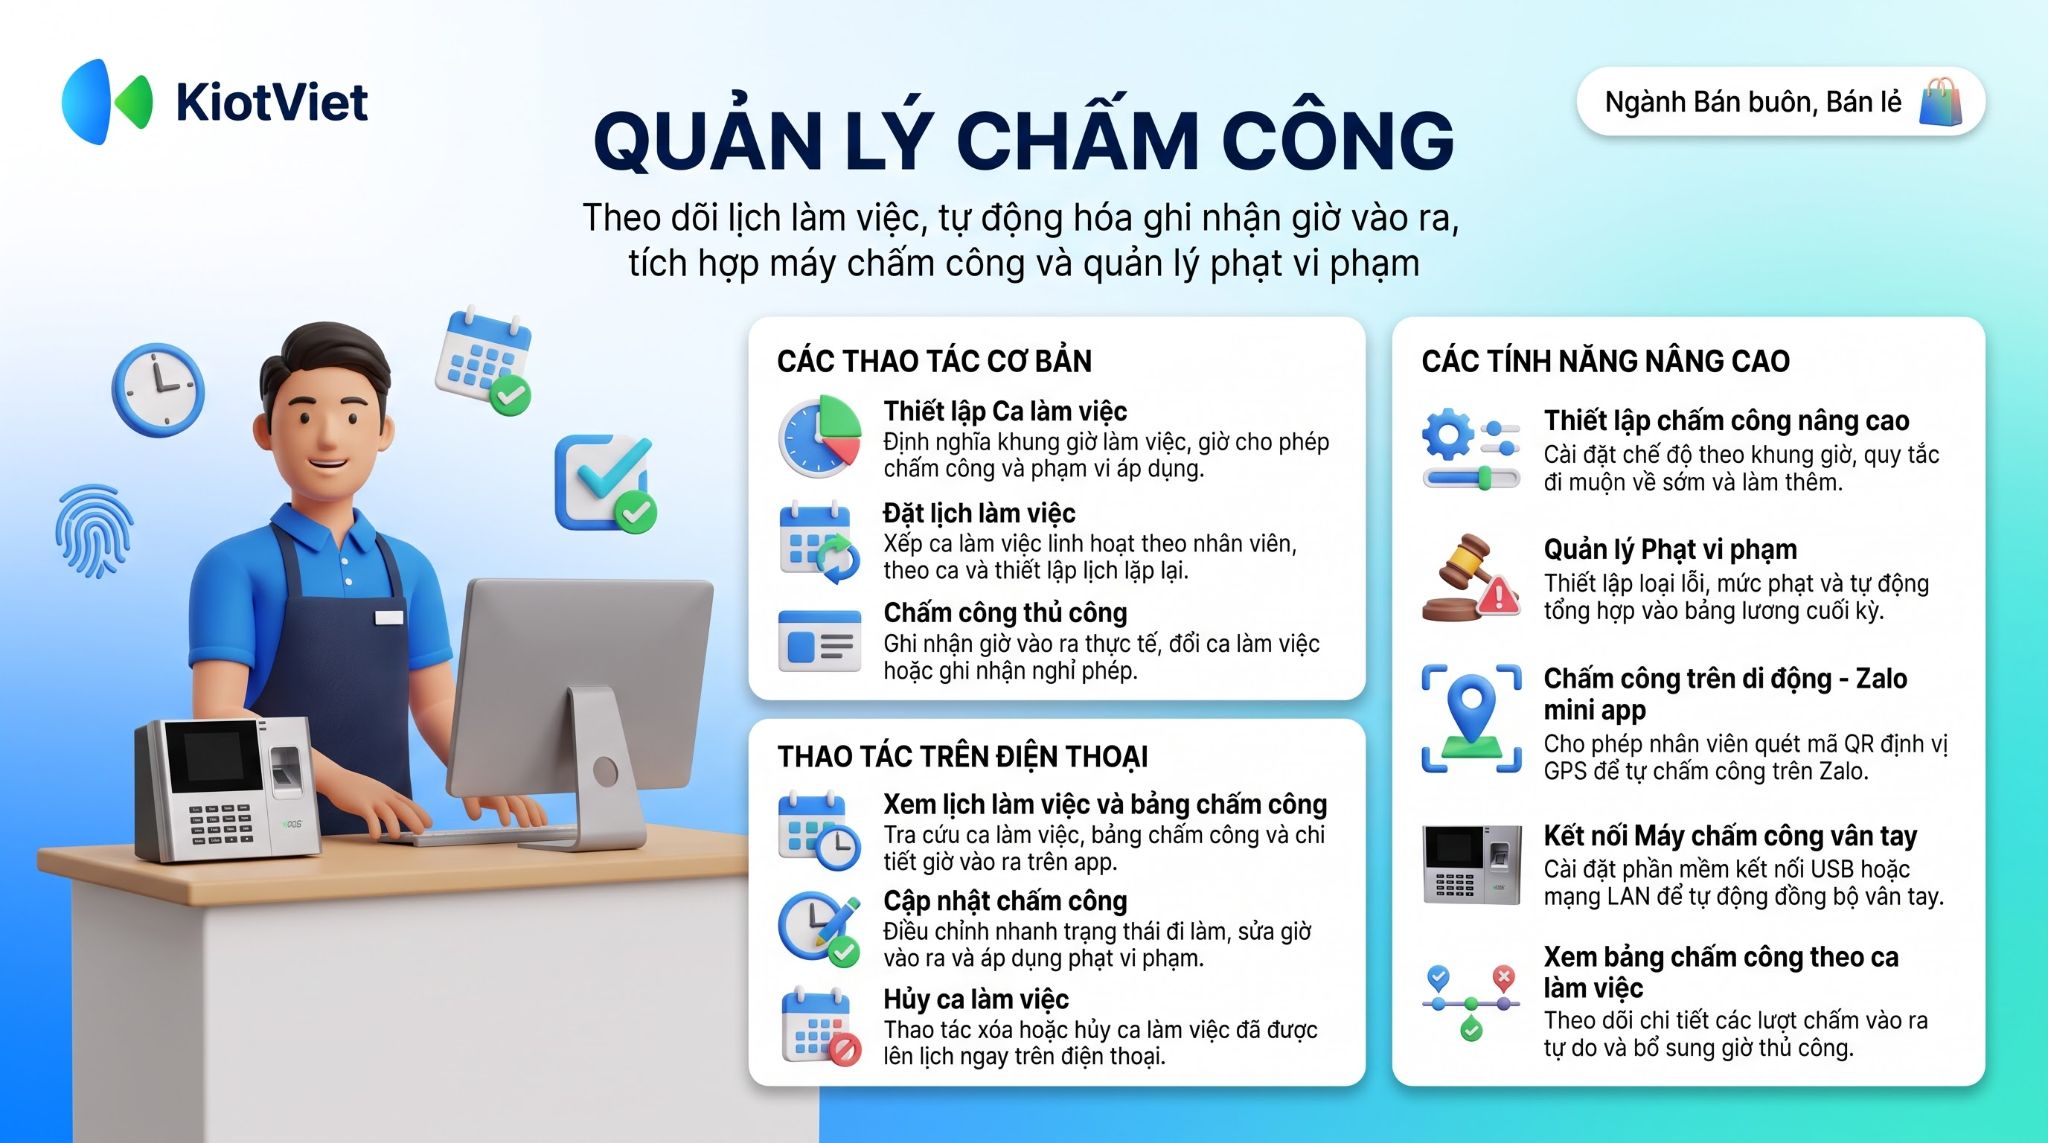 KiotViet
Ngành Bán buôn, Bán lẻ
QUẢN LÝ CHẤM CÔNG
Theo dõi lịch làm việc, tự động hóa ghi nhận giờ vào ra,
tích hợp máy chấm công và quản lý phạt vi phạm
CÁC THAO TÁC CƠ BẢN
Thiết lập Ca làm việc
Định nghĩa khung giờ làm việc, giờ cho phép
chấm công và phạm vi áp dụng.
Đặt lịch làm việc
Xếp ca làm việc linh hoạt theo nhân viên,
theo ca và thiết lập lịch lặp lại.
Chấm công thủ công
Ghi nhận giờ vào ra thực tế, đổi ca làm việc
hoặc ghi nhận nghỉ phép.
THAO TÁC TRÊN ĐIỆN THOẠI
Xem lịch làm việc và bảng chấm công
Tra cứu ca làm việc, bảng chấm công và chi
tiết giờ vào ra trên app.
Cập nhật chấm công
Điều chỉnh nhanh trạng thái đi làm, sửa giờ
vào ra và áp dụng phạt vi phạm.
Hủy ca làm việc
Thao tác xóa hoặc hủy ca làm việc đã được
lên lịch ngay trên điện thoại.
CÁC TÍNH NĂNG NÂNG CAO
Thiết lập chấm công nâng cao
Cài đặt chế độ theo khung giờ, quy tắc
đi muộn về sớm và làm thêm.
Quản lý Phạt vi phạm
Thiết lập loại lỗi, mức phạt và tự động
tổng hợp vào bảng lương cuối kỳ.
Chấm công trên di động - Zalo
mini app
Cho phép nhân viên quét mã QR định vị
GPS để tự chấm công trên Zalo.
Kết nối Máy chấm công vân tay
Cài đặt phần mềm kết nối USB hoặc
mạng LAN để tự động đồng bộ vân tay.
Xem bảng chấm công theo ca
làm việc
Theo dõi chi tiết các lượt chấm vào ra
tự do và bổ sung giờ thủ công.